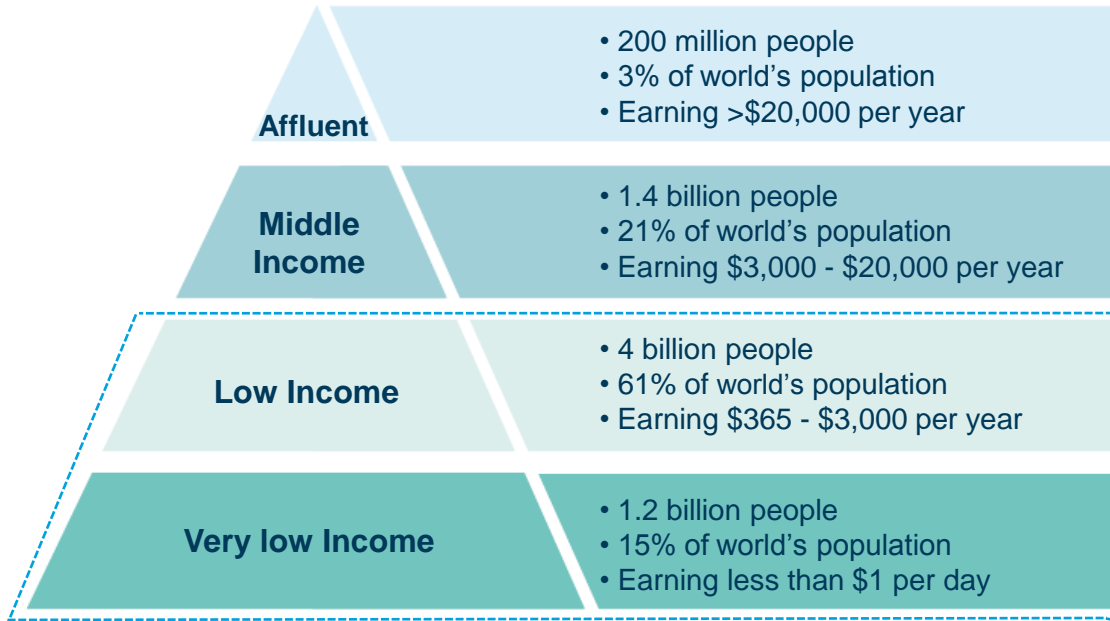 Affluent
• 200 million people
• 3% of world’s population
• Earning >$20,000 per year
Middle
Income
• 1.4 billion people
• 21% of world’s population
• Earning $3,000 - $20,000 per year
Low Income
• 4 billion people
• 61% of world’s population
• Earning $365 - $3,000 per year
Very low Income
• 1.2 billion people
• 15% of world’s population
• Earning less than $1 per day